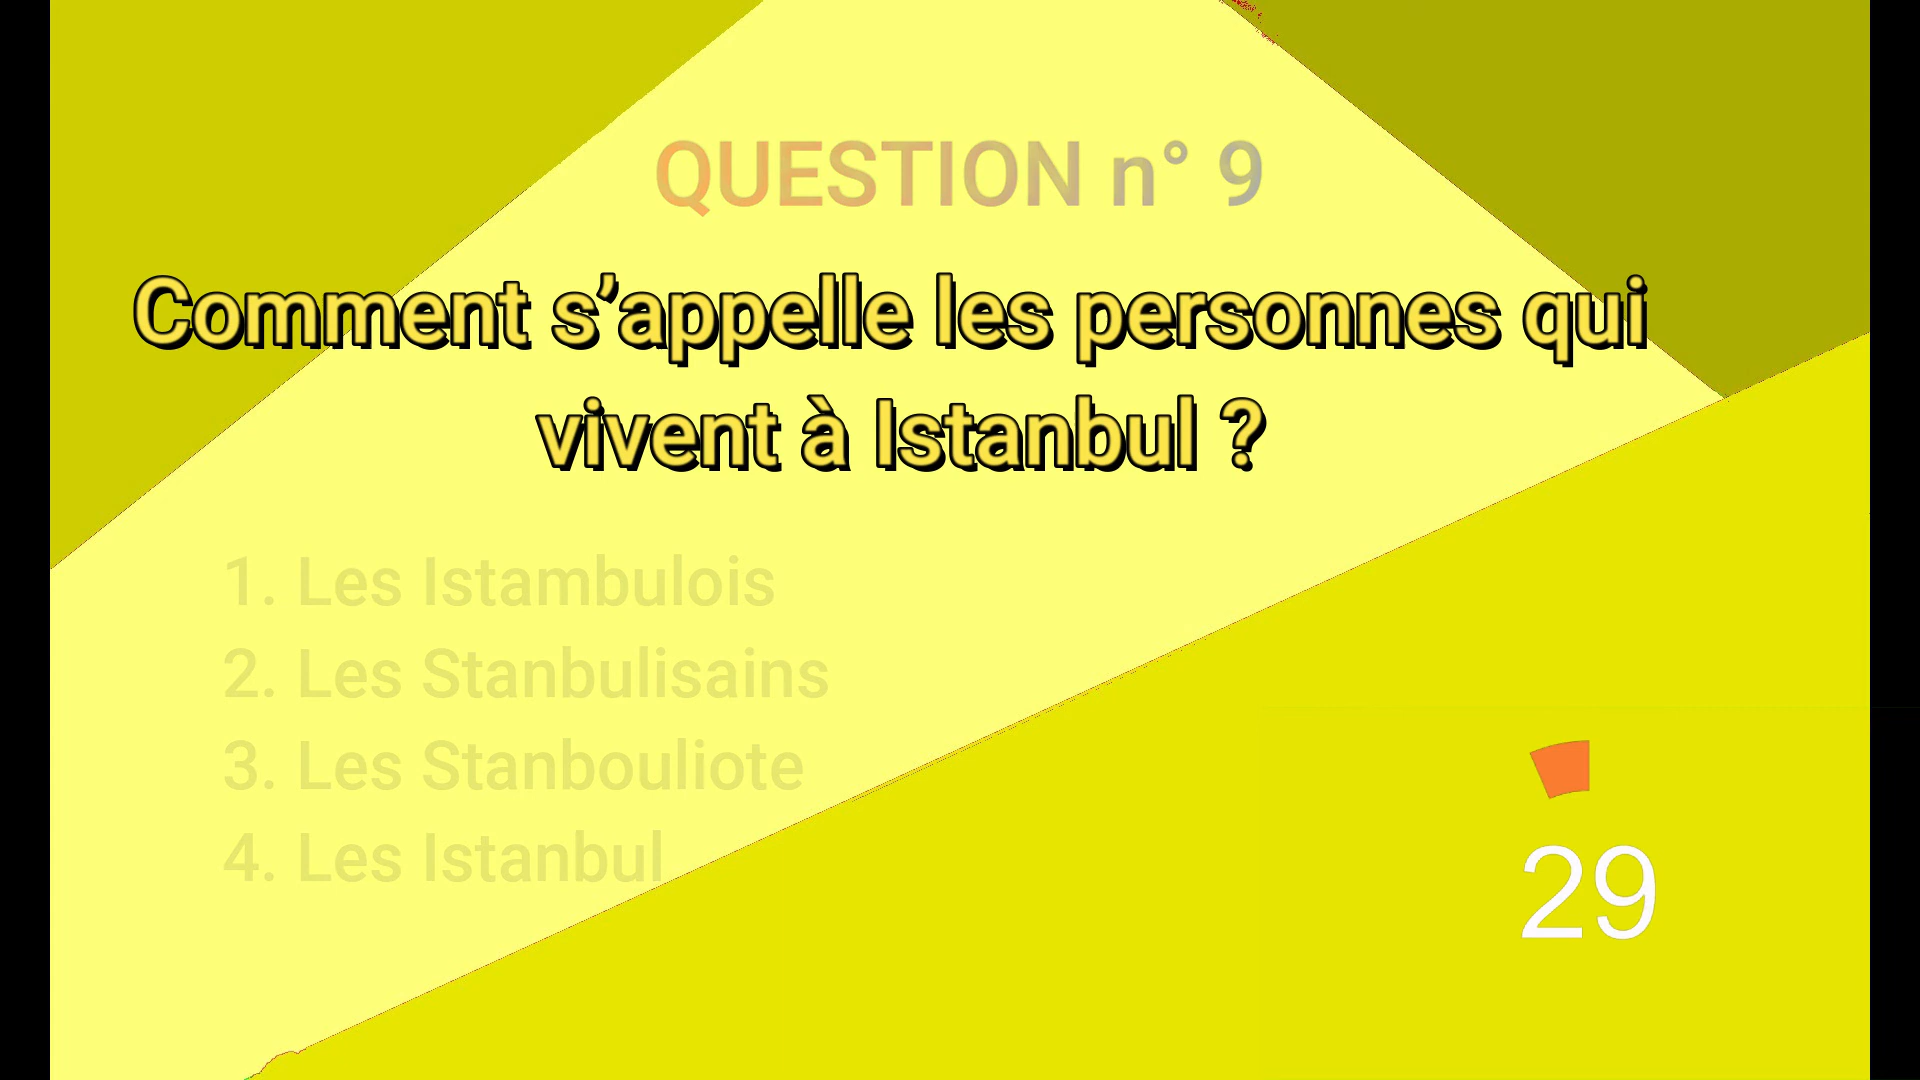 QUESTION n° 9
Comment s’appelle les personnes qui
vivent à Istanbul ?
1. Les Istambulois
2. Les Stanbulisains
3. Les Stanbouliote
4. Les Istanbul
29